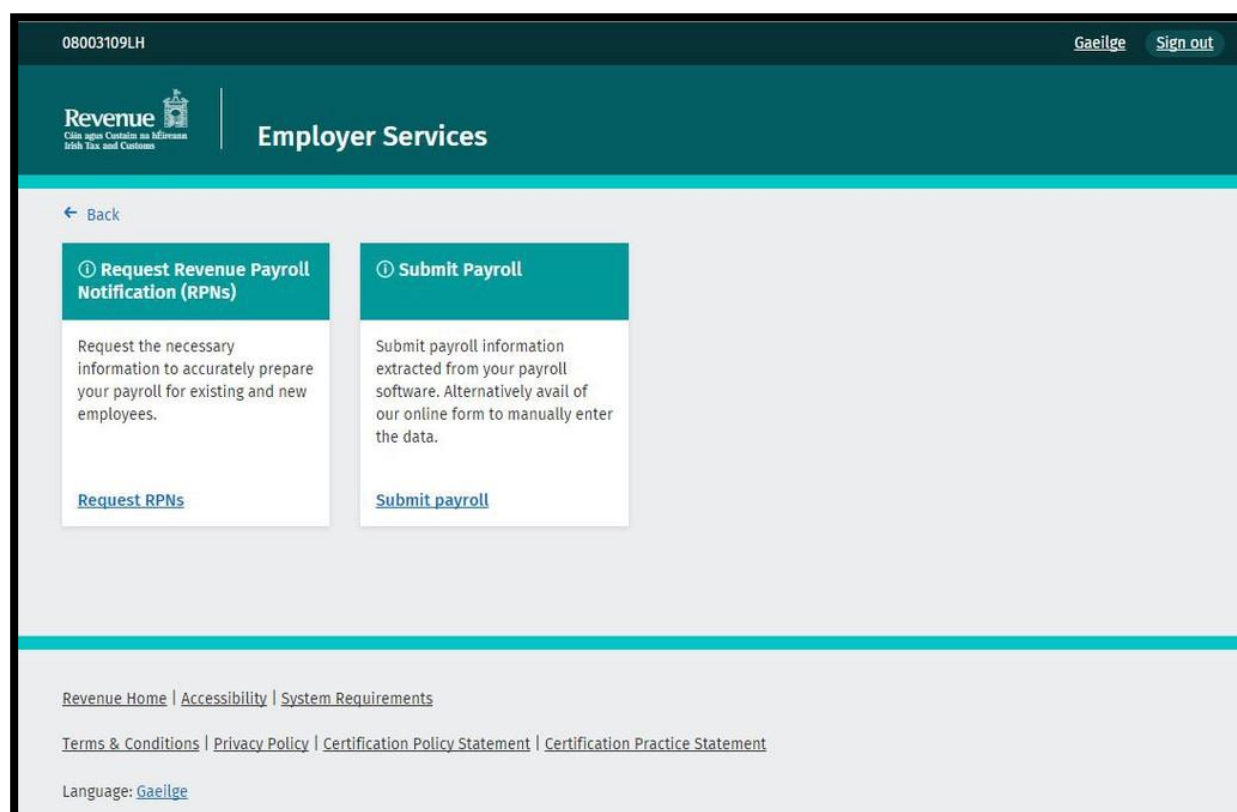 08003109LH
Gaeilge
Sign out
Revenue
Cáin agus Custaim na hÉireann
Irish Tax and Customs
Employer Services
← Back
ⓘ Request Revenue Payroll
Notification (RPNs)
Request the necessary
information to accurately prepare
your payroll for existing and new
employees.
Request RPNs
ⓘ Submit Payroll
Submit payroll information
extracted from your payroll
software. Alternatively avail of
our online form to manually enter
the data.
Submit payroll
Revenue Home | Accessibility | System Requirements
Terms & Conditions | Privacy Policy | Certification Policy Statement | Certification Practice Statement
Language: Gaeilge